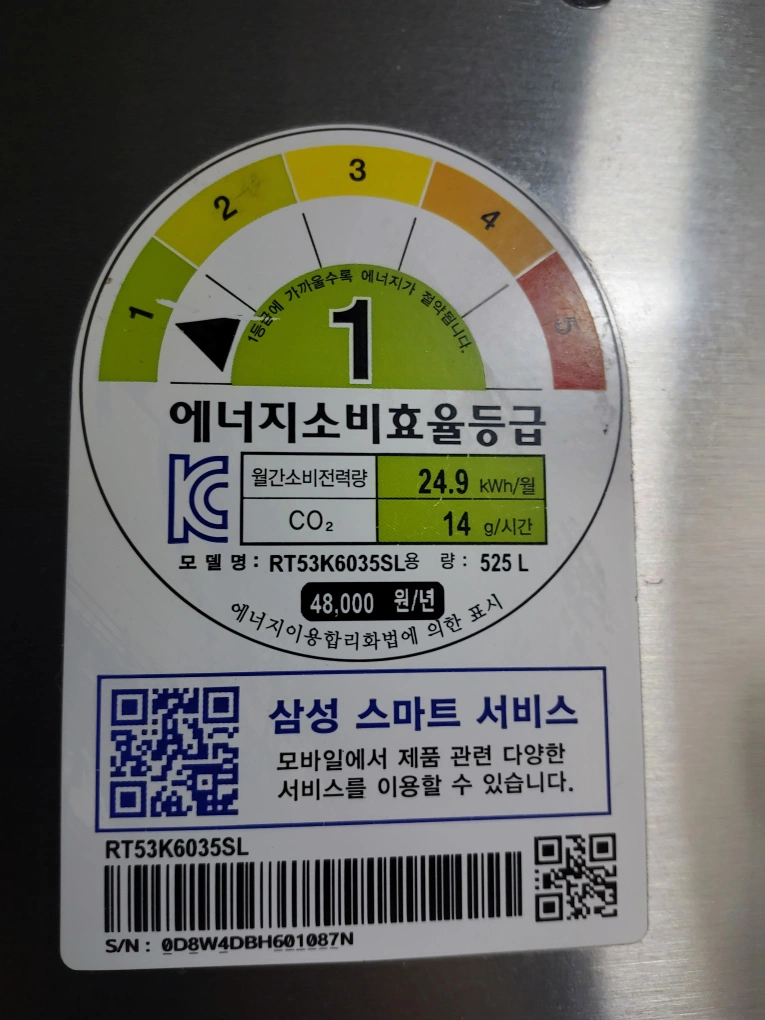 1 2 3 4 5
1등급에 가까울수록 에너지가 절약됩니다.
1
에너지소비효율등급
월간소비전력량 24.9 kWh/월
CO₂ 14 g/시간
모 델 명 : RT53K6035SL 용 량 : 525 L
48,000 원/년
에너지이용합리화법에 의한 표시
삼성 스마트 서비스
모바일에서 제품 관련 다양한
서비스를 이용할 수 있습니다.
RT53K6035SL
S/N : 0D8W4DBH601087N